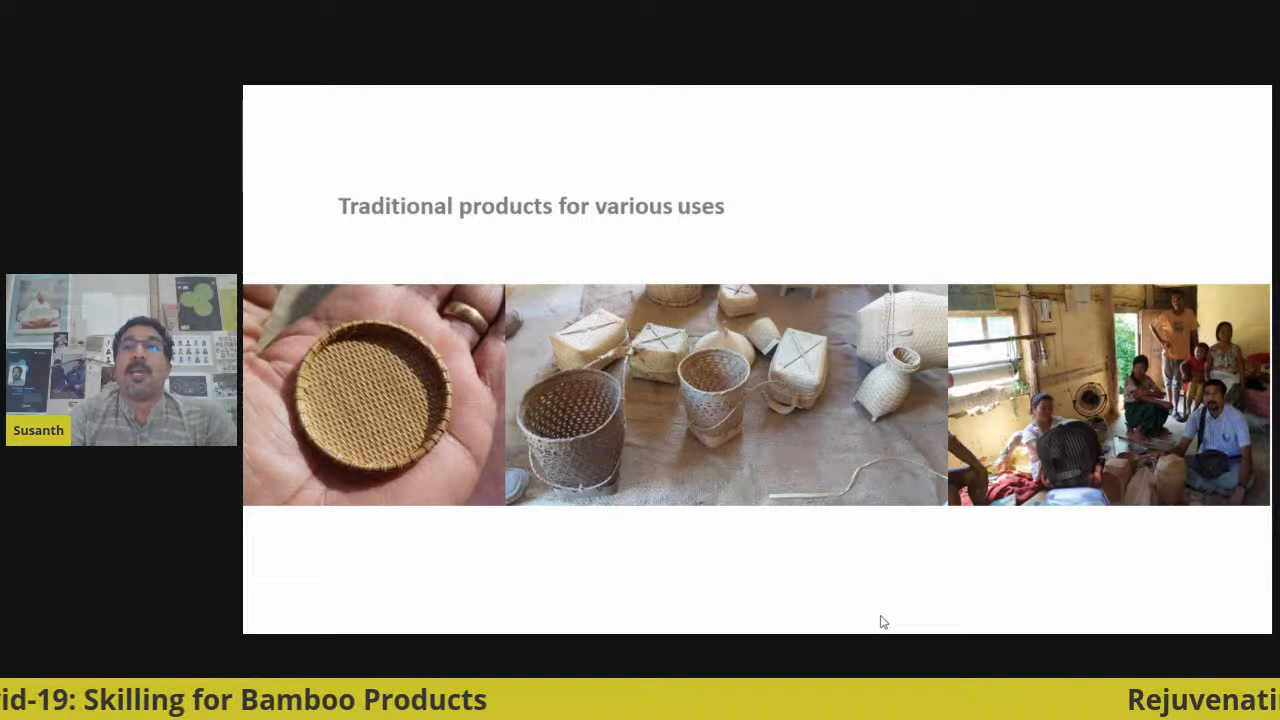 Traditional products for various uses
Susanth
id-19: Skilling for Bamboo Products
Rejuvenati